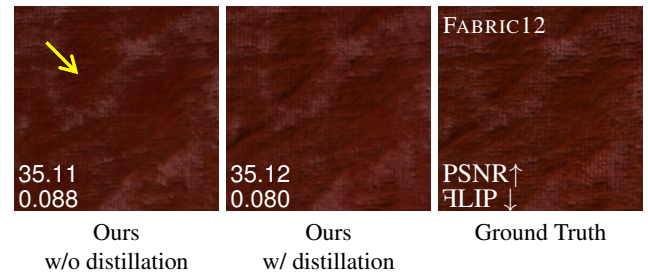 FABRIC12
35.11
0.088
35.12
0.080
PSNR↑
ꟻLIP ↓
Ours
w/o distillation
Ours
w/ distillation
Ground Truth